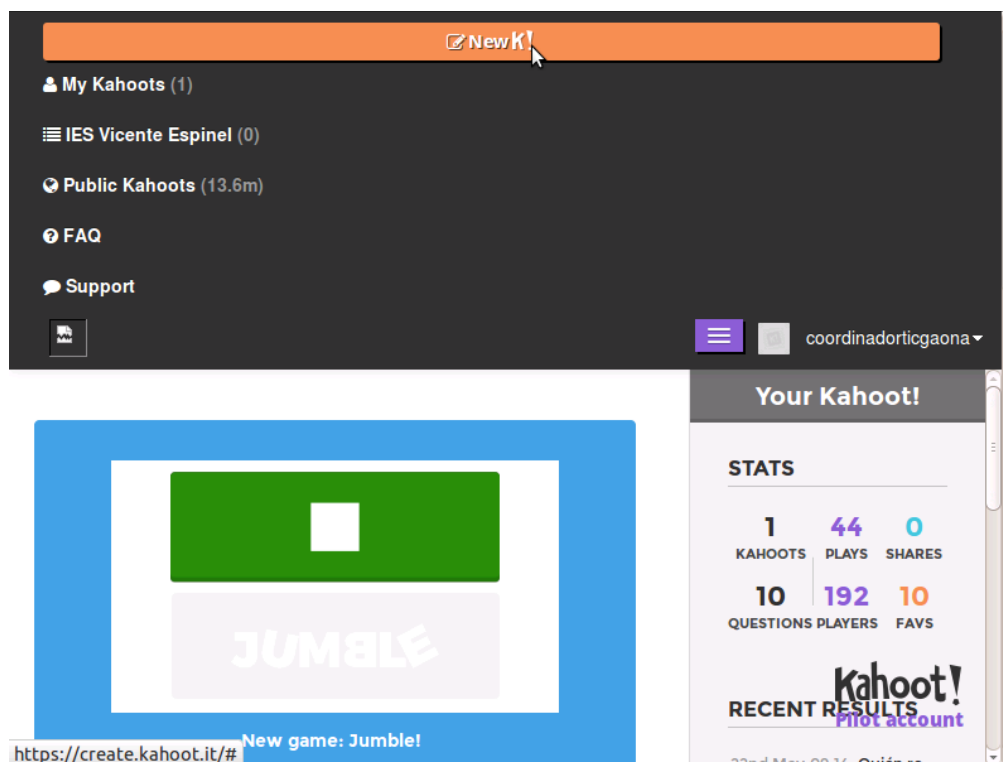 New K!
My Kahoots (1)
IES Vicente Espinel (0)
Public Kahoots (13.6m)
FAQ
Support
coordinadorticgaona
Your Kahoot!
STATS
1 44 0
KAHOOTS PLAYS SHARES
10 192 10
QUESTIONS PLAYERS FAVS
JUMBLE
Kahoot!
RECENT RESULTS
Pilot account
New game: Jumble!
https://create.kahoot.it/#